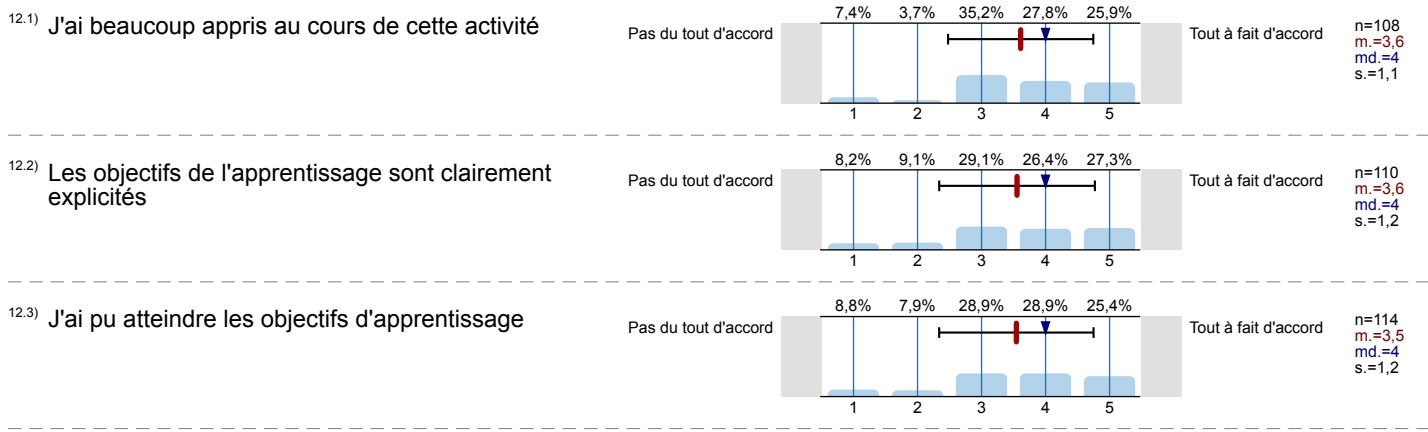 12.1) J'ai beaucoup appris au cours de cette activité
Pas du tout d'accord
7,4% 3,7% 35,2% 27,8% 25,9%
1 2 3 4 5
Tout à fait d'accord
n=108
m.=3,6
md.=4
s.=1,1
12.2) Les objectifs de l'apprentissage sont clairement
explicités
Pas du tout d'accord
8,2% 9,1% 29,1% 26,4% 27,3%
1 2 3 4 5
Tout à fait d'accord
n=110
m.=3,6
md.=4
s.=1,2
12.3) J'ai pu atteindre les objectifs d'apprentissage
Pas du tout d'accord
8,8% 7,9% 28,9% 28,9% 25,4%
1 2 3 4 5
Tout à fait d'accord
n=114
m.=3,5
md.=4
s.=1,2